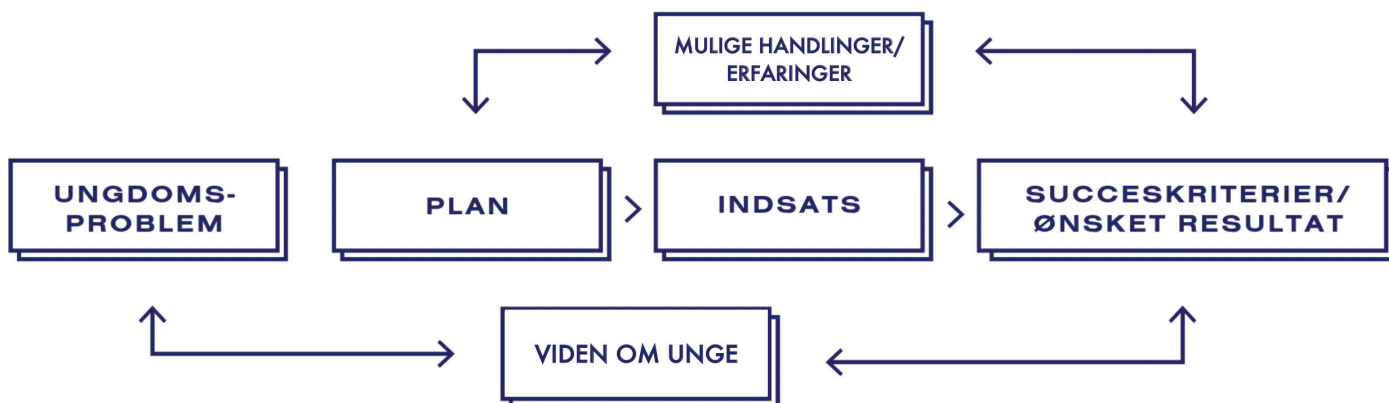 MULIGE HANDLINGER/
ERFARINGER
UNGDOMS-
PROBLEM
PLAN
>
INDSATS
>
SUCCESKRITERIER/
ØNSKET RESULTAT
VIDEN OM UNGE